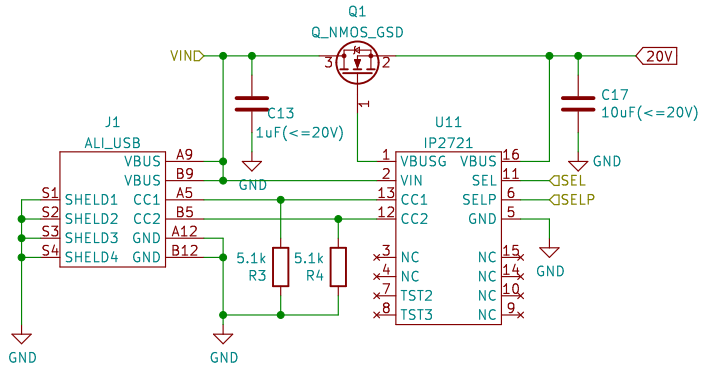 Q1
Q_NMOS_GSD
VIN
3
2
1
20V
C13
1uF(<=20V)
GND
C17
10uF(<=20V)
GND
J1
ALI_USB
VBUS A9
VBUS B9
S1 SHELD1 CC1 A5
S2 SHELD2 CC2 B5
S3 SHELD3 GND A12
S4 SHELD4 GND B12
U11
IP2721
1 VBUSG VBUS 16
2 VIN SEL 11 SEL
13 CC1 SELP 6 SELP
12 CC2 GND 5
3 NC NC 15
4 NC NC 14
7 TST2 NC 10
8 TST3 NC 9
5.1k
R3
5.1k
R4
GND
GND
GND